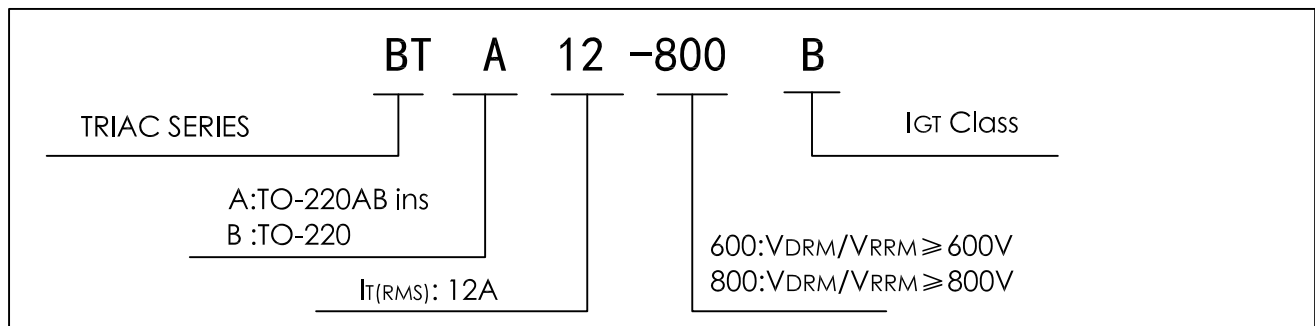 BT A 12 -800 B
TRIAC SERIES
IGT Class
A:TO-220AB ins
B :TO-220
600:VDRM/VRRM≥600V
800:VDRM/VRRM≥800V
IT(RMS): 12A